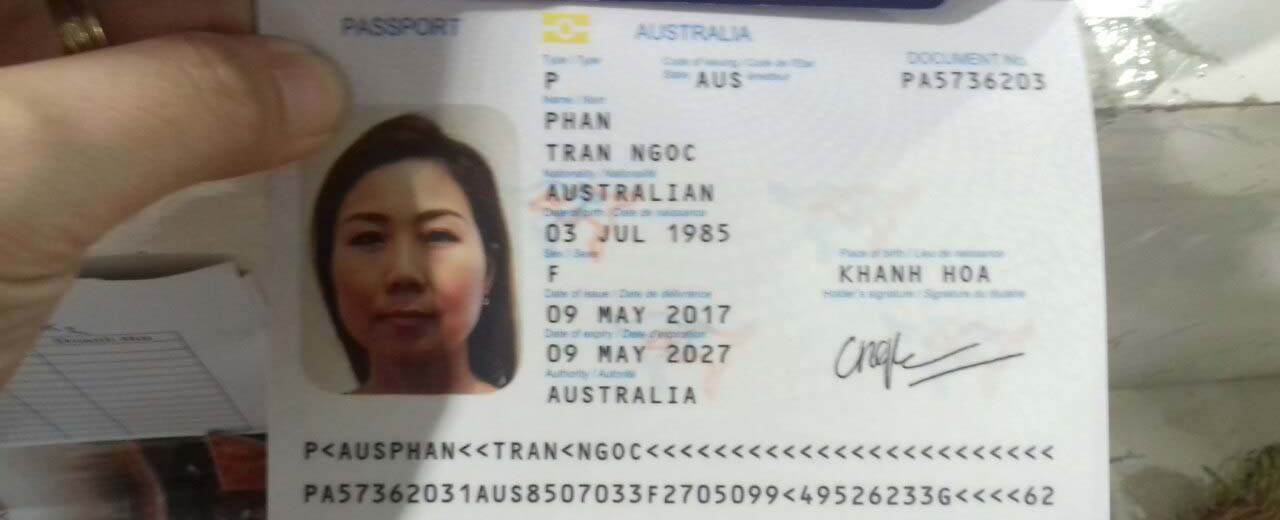 PASSPORT
AUSTRALIA
Type / Type
Code of issuing / Code de l'Etat
State
DOCUMENT No.
P
AUS
PA5736203
Name / Nom
PHAN
TRAN NGOC
Nationality / Nationalité
AUSTRALIAN
Date of birth / Date de naissance
03 JUL 1985
Sex / Sexe
Place of birth / Lieu de naissance
F
KHANH HOA
Date of issue / Date de délivrance
Holder's signature / Signature du titulaire
09 MAY 2017
Date of expiry / Date d'expiration
09 MAY 2027
Authority / Autorité
AUSTRALIA
P<AUSPHAN<<TRAN<NGOC<<<<<<<<<<<<<<<<<<<<<<<<
PA57362031AUS8507033F2705099<49526233G<<<<62